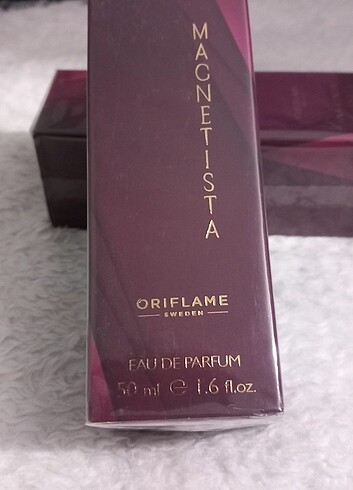 MAGNETISTA
ORIFLAME
SWEDEN
EAU DE PARFUM
50 ml ℮ 1.6 fl.oz.